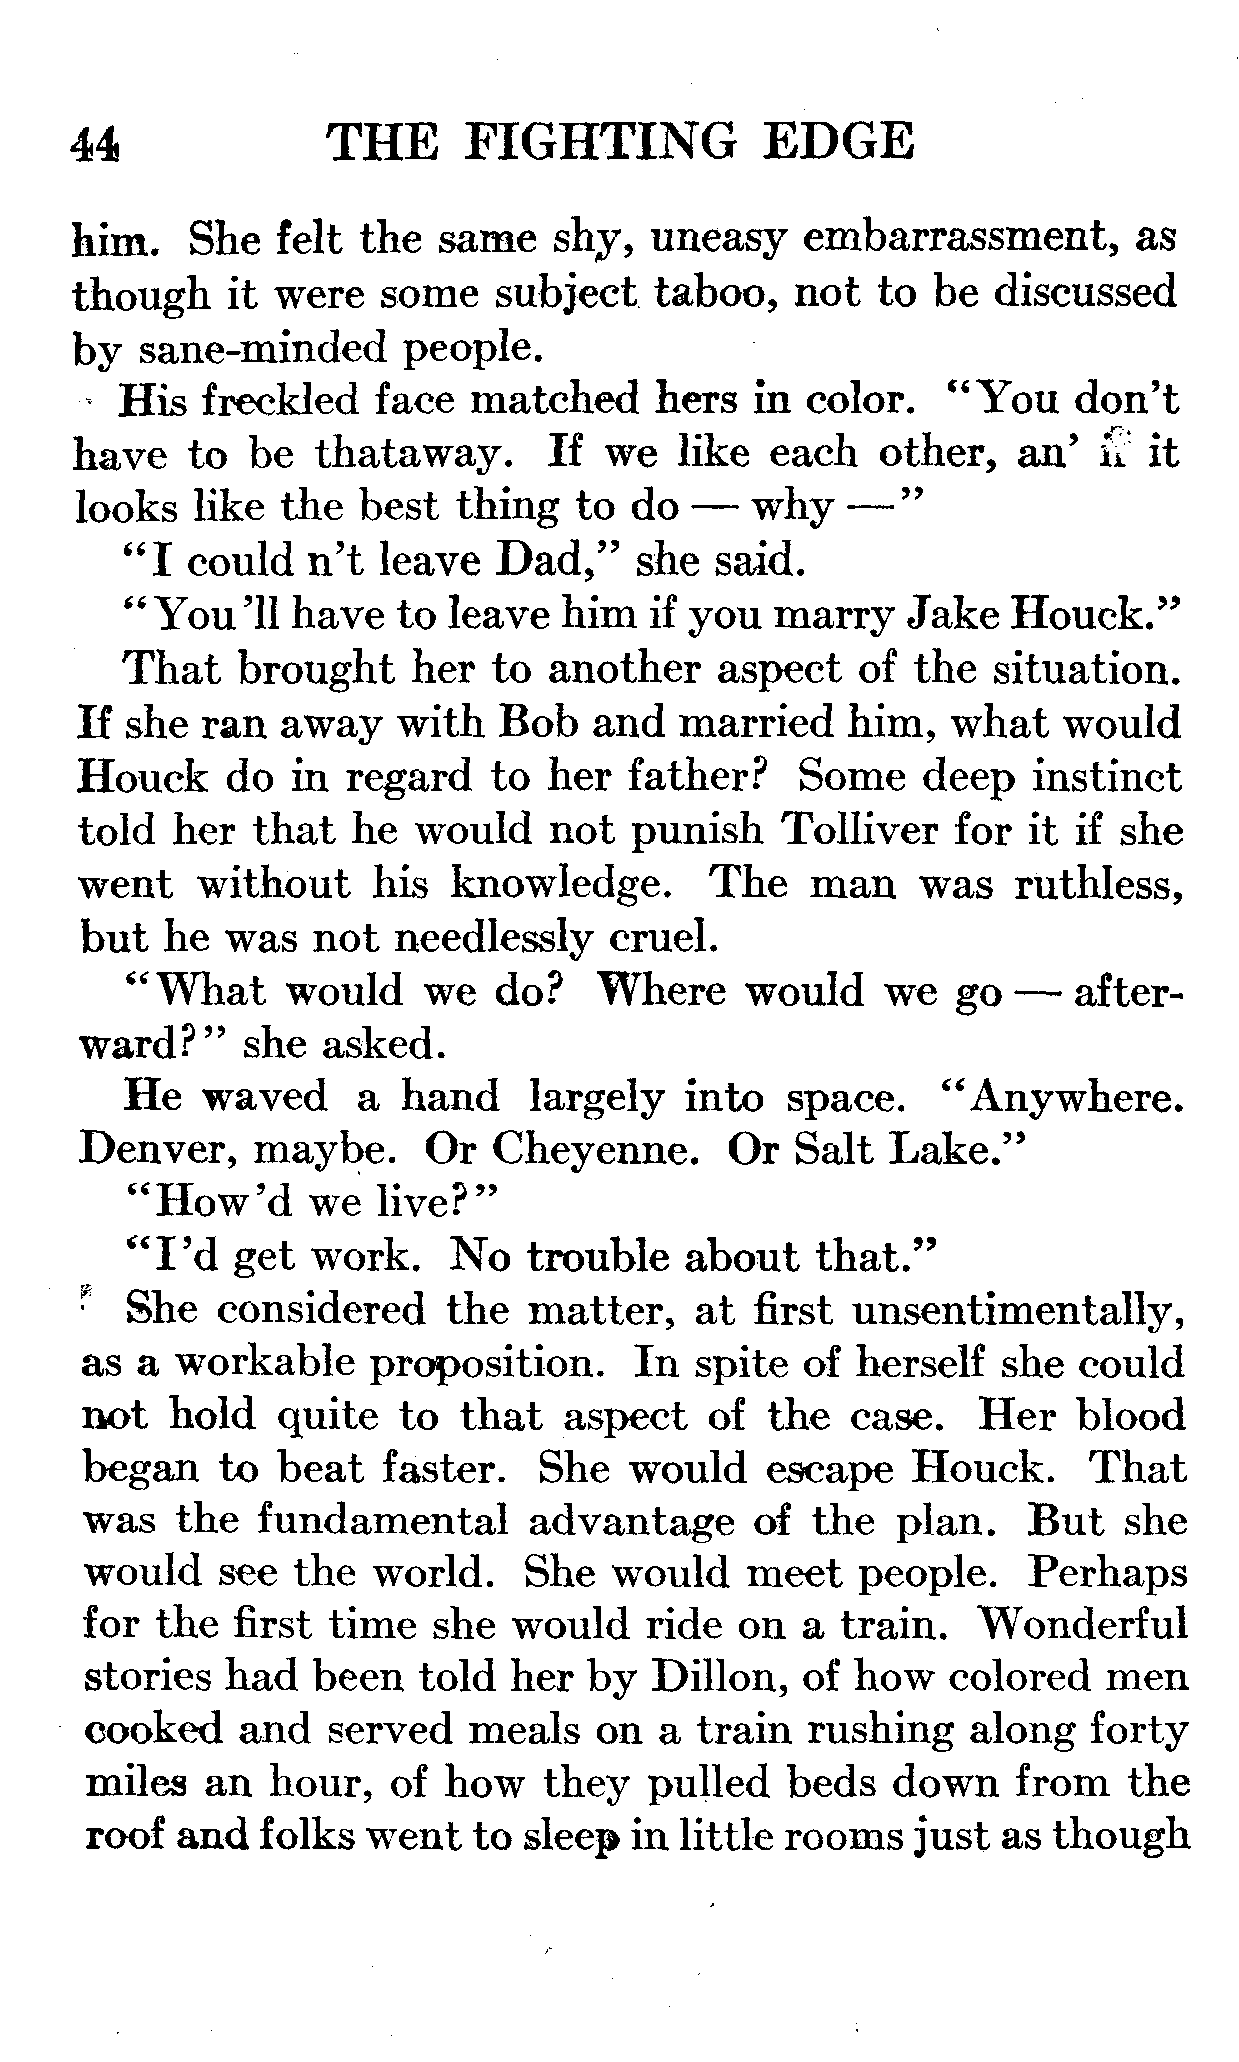 44 THE FIGHTING EDGE
him. She felt the same shy, uneasy embarrassment, as
though it were some subject taboo, not to be discussed
by sane-minded people.
His freckled face matched hers in color. "You don't
have to be thataway. If we like each other, an' if it
looks like the best thing to do — why —"
"I could n't leave Dad," she said.
"You 'll have to leave him if you marry Jake Houck."
That brought her to another aspect of the situation.
If she ran away with Bob and married him, what would
Houck do in regard to her father? Some deep instinct
told her that he would not punish Tolliver for it if she
went without his knowledge. The man was ruthless,
but he was not needlessly cruel.
"What would we do? Where would we go — after-
ward?" she asked.
He waved a hand largely into space. "Anywhere.
Denver, maybe. Or Cheyenne. Or Salt Lake."
"How 'd we live?"
"I 'd get work. No trouble about that."
She considered the matter, at first unsentimentally,
as a workable proposition. In spite of herself she could
not hold quite to that aspect of the case. Her blood
began to beat faster. She would escape Houck. That
was the fundamental advantage of the plan. But she
would see the world. She would meet people. Perhaps
for the first time she would ride on a train. Wonderful
stories had been told her by Dillon, of how colored men
cooked and served meals on a train rushing along forty
miles an hour, of how they pulled beds down from the
roof and folks went to sleep in little rooms just as though